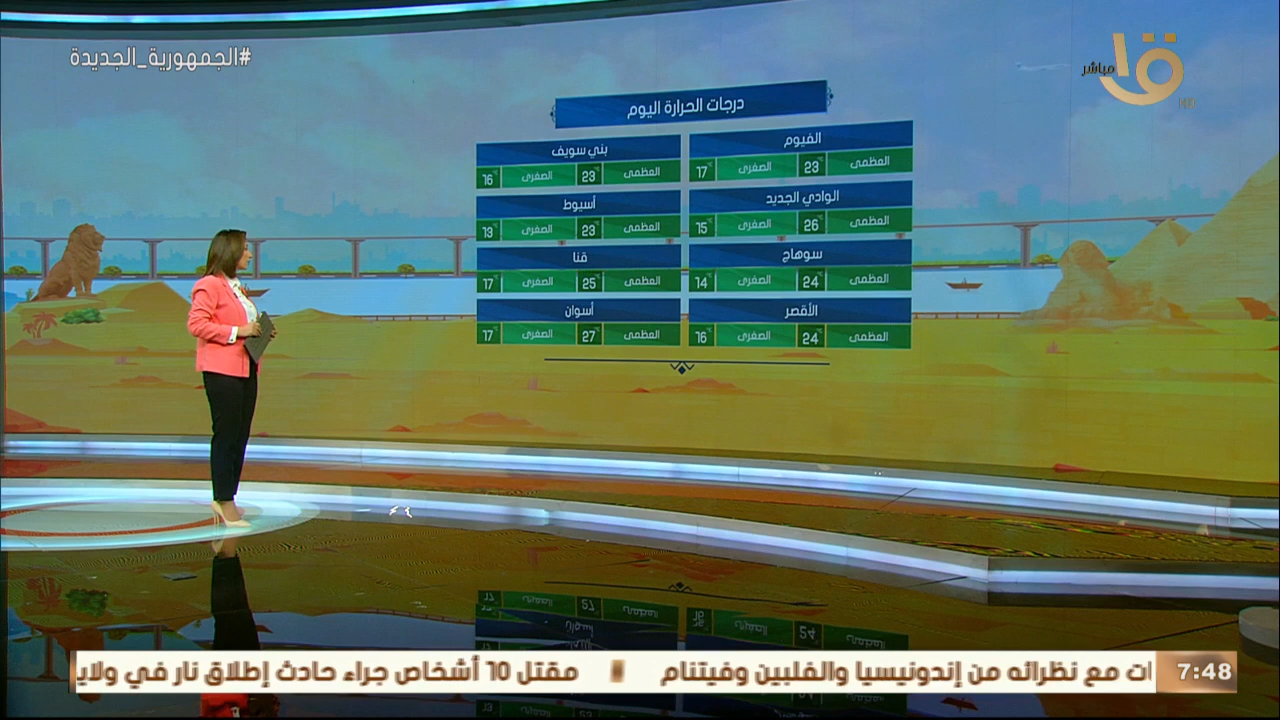 #الجمهورية_الجديدة
مباشر
درجات الحرارة اليوم
الفيوم
العظمى 23 الصغرى 17
بني سويف
العظمى 23 الصغرى 16
الوادي الجديد
العظمى 26 الصغرى 15
أسيوط
العظمى 23 الصغرى
سوهاج
العظمى 24 الصغرى 14
قنا
العظمى 25 الصغرى 17
الأقصر
العظمى 24 الصغرى 16
أسوان
العظمى 27 الصغرى 17
7:48
ات مع نظرائه من إندونيسيا والفلبين وفيتنام
مقتل 10 أشخاص جراء حادث إطلاق نار في ولاي